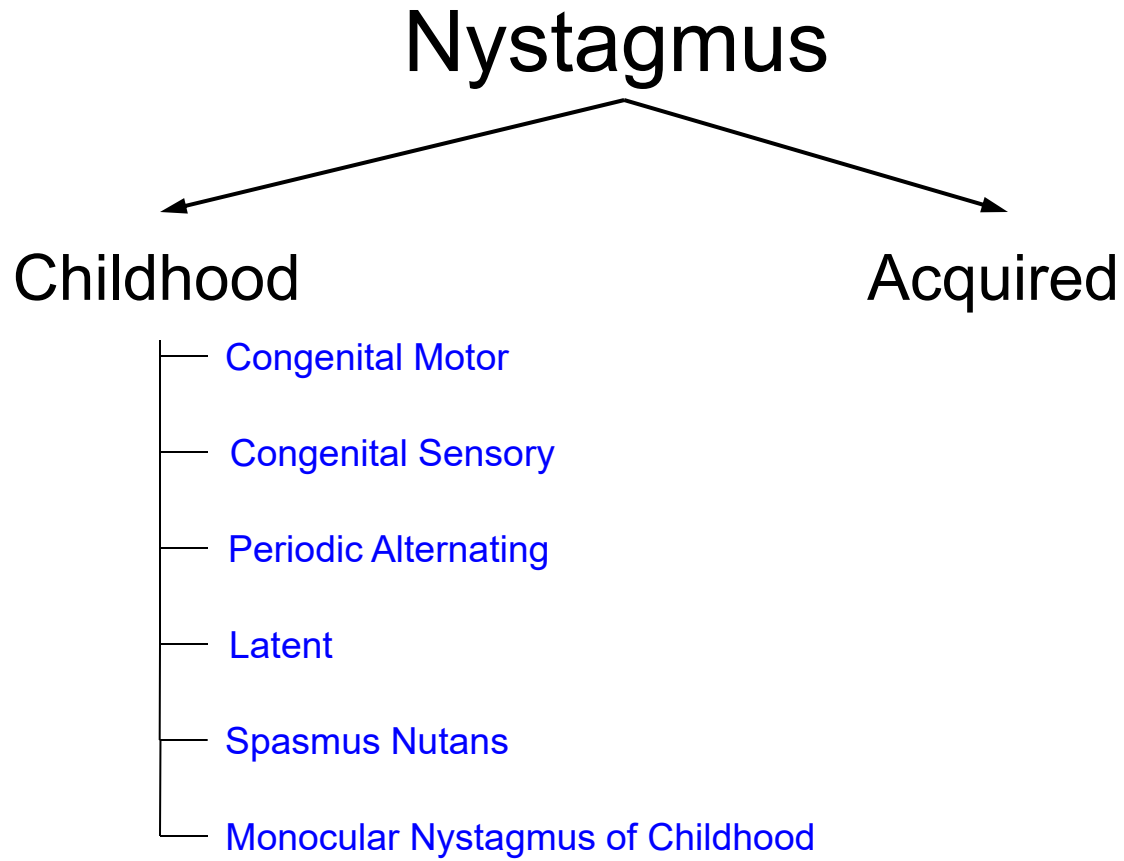 Nystagmus
Childhood
Acquired
Congenital Motor
Congenital Sensory
Periodic Alternating
Latent
Spasmus Nutans
Monocular Nystagmus of Childhood